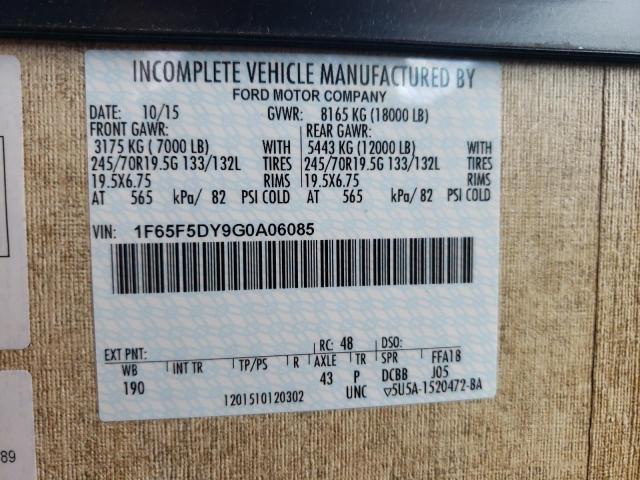 INCOMPLETE VEHICLE MANUFACTURED BY
FORD MOTOR COMPANY
DATE: 10/15 GVWR: 8165 KG (18000 LB)
FRONT GAWR: REAR GAWR:
3175 KG ( 7000 LB) WITH 5443 KG (12000 LB) WITH
245/70R19.5G 133/132L TIRES 245/70R19.5G 133/132L TIRES
19.5X6.75 RIMS 19.5X6.75 RIMS
AT 565 kPa/ 82 PSI COLD AT 565 kPa/ 82 PSI COLD
VIN: 1F65F5DY9G0A06085
EXT PNT: RC: 48 DSO:
WB INT TR TP/PS R AXLE TR SPR FFA18
190 43 P DCBB J05
UNC ▽5U5A-1520472-BA
1201510120302
89